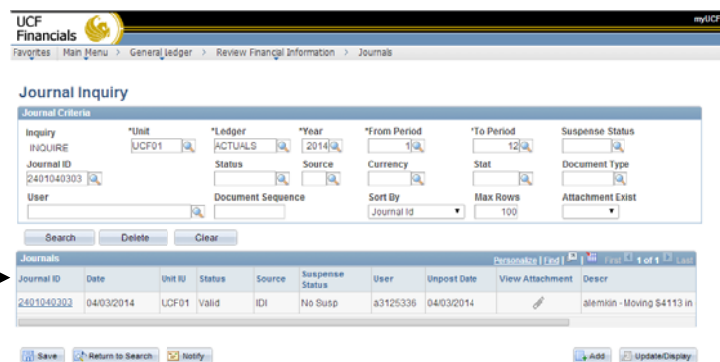 UCF
Financials
myUCF
Favorites Main Menu > General Ledger > Review Financial Information > Journals
Journal Inquiry
Journal Criteria
Inquiry *Unit *Ledger *Year *From Period *To Period Suspense Status
INQUIRE UCF01 ACTUALS 2014 1 12
Journal ID Status Source Currency Stat Document Type
2401040303
User Document Sequence Sort By Max Rows Attachment Exist
Journal Id 100
Search Delete Clear
Journals Personalize | Find | First 1 of 1 Last
Journal ID Date Unit IU Status Source Suspense Status User Unpost Date View Attachment Descr
2401040303 04/03/2014 UCF01 Valid IDI No Susp a3125336 04/03/2014 alemkin - Moving $4113 in
Save Return to Search Notify Add Update/Display